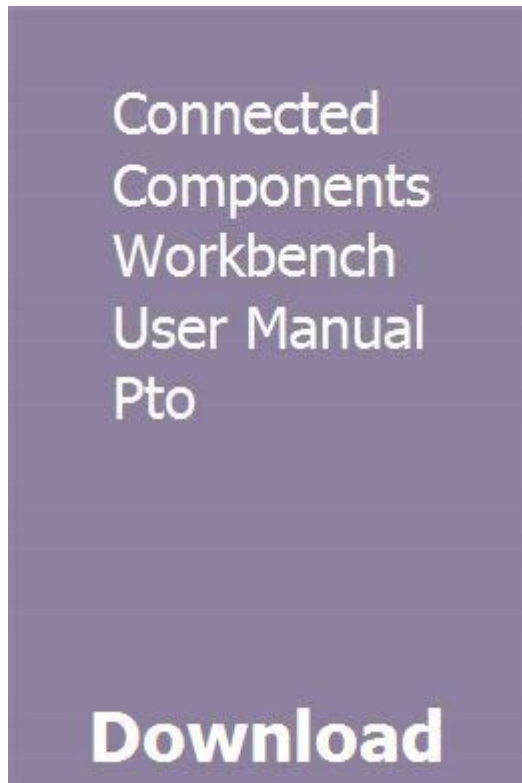 Connected
Components
Workbench
User Manual
Pto
Download